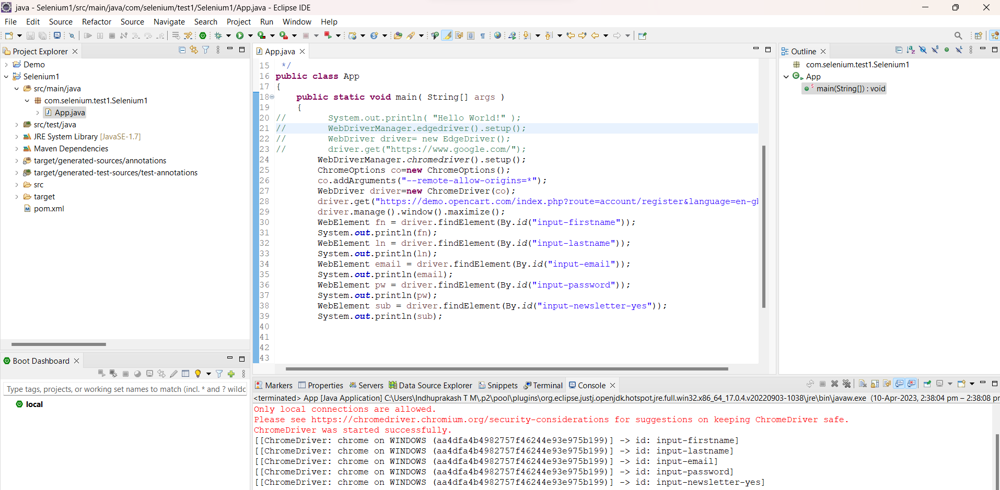 java - Selenium1/src/main/java/com/selenium/test1/Selenium1/App.java - Eclipse IDE
File Edit Source Refactor Source Navigate Search Project Run Window Help
Project Explorer
Demo
Selenium1
src/main/java
com.selenium.test1.Selenium1
App.java
src/test/java
JRE System Library [JavaSE-1.7]
Maven Dependencies
target/generated-sources/annotations
target/generated-test-sources/test-annotations
src
target
pom.xml
Boot Dashboard
Type tags, projects, or working set names to match (incl. * and ? wildc
local
App.java
15 */
16 public class App
17 {
18 public static void main( String[] args )
19 {
20 // System.out.println( "Hello World!" );
21 // WebDriverManager.edgedriver().setup();
22 // WebDriver driver= new EdgeDriver();
23 // driver.get("https://www.google.com/");
24 WebDriverManager.chromedriver().setup();
25 ChromeOptions co=new ChromeOptions();
26 co.addArguments("--remote-allow-origins=*");
27 WebDriver driver=new ChromeDriver(co);
28 driver.get("https://demo.opencart.com/index.php?route=account/register&language=en-g
29 driver.manage().window().maximize();
30 WebElement fn = driver.findElement(By.id("input-firstname"));
31 System.out.println(fn);
32 WebElement ln = driver.findElement(By.id("input-lastname"));
33 System.out.println(ln);
34 WebElement email = driver.findElement(By.id("input-email"));
35 System.out.println(email);
36 WebElement pw = driver.findElement(By.id("input-password"));
37 System.out.println(pw);
38 WebElement sub = driver.findElement(By.id("input-newsletter-yes"));
39 System.out.println(sub);
40
41
42
43
Outline
com.selenium.test1.Selenium1
App
main(String[]) : void
Markers Properties Servers Data Source Explorer Snippets Terminal Console
<terminated> App [Java Application] C:\Users\Indhuprakash T M\.p2\pool\plugins\org.eclipse.justj.openjdk.hotspot.jre.full.win32.x86_64_17.0.4.v20220903-1038\jre\bin\javaw.exe (10-Apr-2023, 2:38:04 pm – 2:38:08 pr
Only local connections are allowed.
Please see https://chromedriver.chromium.org/security-considerations for suggestions on keeping ChromeDriver safe.
ChromeDriver was started successfully.
[[ChromeDriver: chrome on WINDOWS (aa4dfa4b4982757f46244e93e975b199)] -> id: input-firstname]
[[ChromeDriver: chrome on WINDOWS (aa4dfa4b4982757f46244e93e975b199)] -> id: input-lastname]
[[ChromeDriver: chrome on WINDOWS (aa4dfa4b4982757f46244e93e975b199)] -> id: input-email]
[[ChromeDriver: chrome on WINDOWS (aa4dfa4b4982757f46244e93e975b199)] -> id: input-password]
[[ChromeDriver: chrome on WINDOWS (aa4dfa4b4982757f46244e93e975b199)] -> id: input-newsletter-yes]